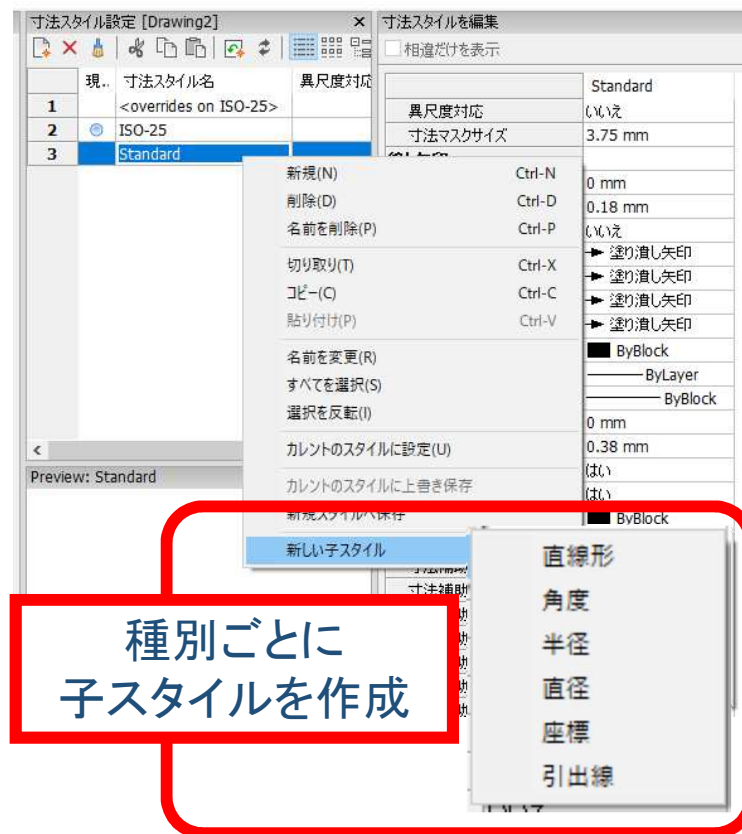 寸法スタイル設定 [Drawing2]
現.. 寸法スタイル名 異尺度対応
1 <overrides on ISO-25>
2 ISO-25
3 Standard
Preview: Standard
寸法スタイルを編集
相違だけを表示
Standard
異尺度対応 いいえ
寸法マスクサイズ 3.75 mm
0 mm
0.18 mm
いいえ
塗り潰し矢印
塗り潰し矢印
塗り潰し矢印
塗り潰し矢印
ByBlock
ByLayer
ByBlock
0 mm
0.38 mm
はい
はい
ByBlock
新規(N) Ctrl-N
削除(D) Ctrl-D
名前を削除(P) Ctrl-P
切り取り(T) Ctrl-X
コピー(C) Ctrl-C
貼り付け(P) Ctrl-V
名前を変更(R)
すべてを選択(S)
選択を反転(I)
カレントのスタイルに設定(U)
カレントのスタイルに上書き保存
新規スタイルへ保存
新しい子スタイル
直線形
角度
半径
直径
座標
引出線
種別ごとに
子スタイルを作成